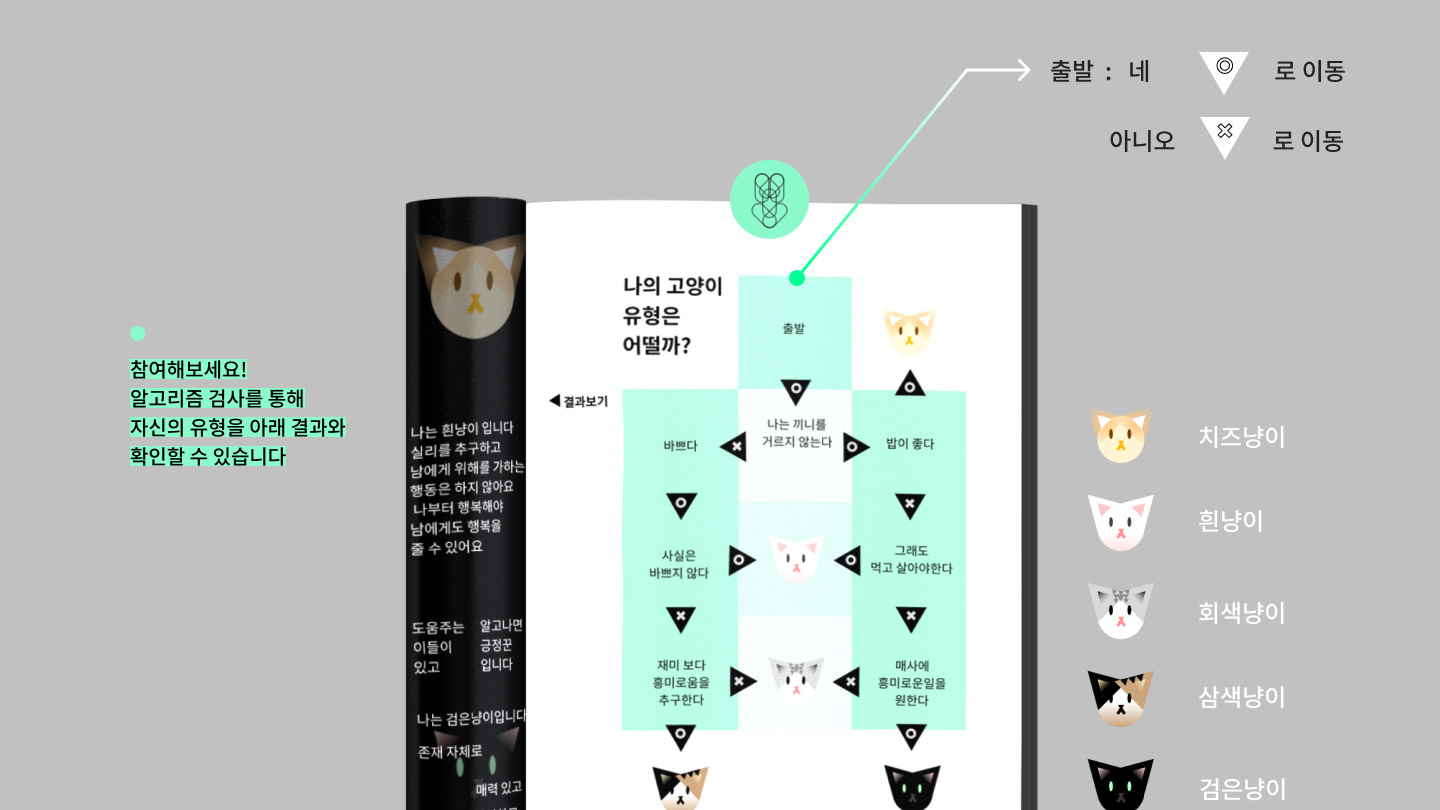 출발 : 네 로 이동
아니오 로 이동
참여해보세요!
알고리즘 검사를 통해
자신의 유형을 아래 결과와
확인할 수 있습니다
나는 흰냥이 입니다
실리를 추구하고
남에게 위해를 가하는
행동은 하지 않아요
나부터 행복해야
남에게도 행복을
줄 수 있어요
도움주는
이들이
있고
알고나면
긍정꾼
입니다
나는 검은냥이입니다
존재 자체로
매력 있고
나의 고양이
유형은
어떨까?
출발
결과보기
바쁘다
나는 끼니를
거르지 않는다
밥이 좋다
사실은
바쁘지 않다
그래도
먹고 살아야한다
재미 보다
흥미로움을
추구한다
매사에
흥미로운일을
원한다
치즈냥이
흰냥이
회색냥이
삼색냥이
검은냥이